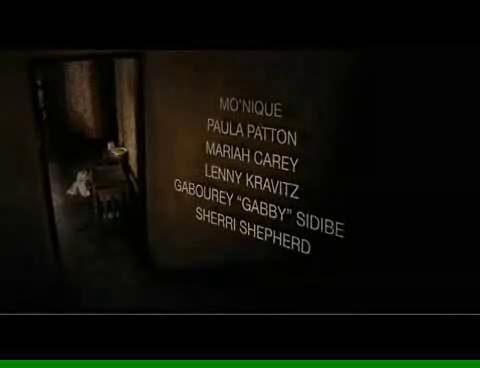 MO'NIQUE
PAULA PATTON
MARIAH CAREY
LENNY KRAVITZ
GABOUREY "GABBY" SIDIBE
SHERRI SHEPHERD